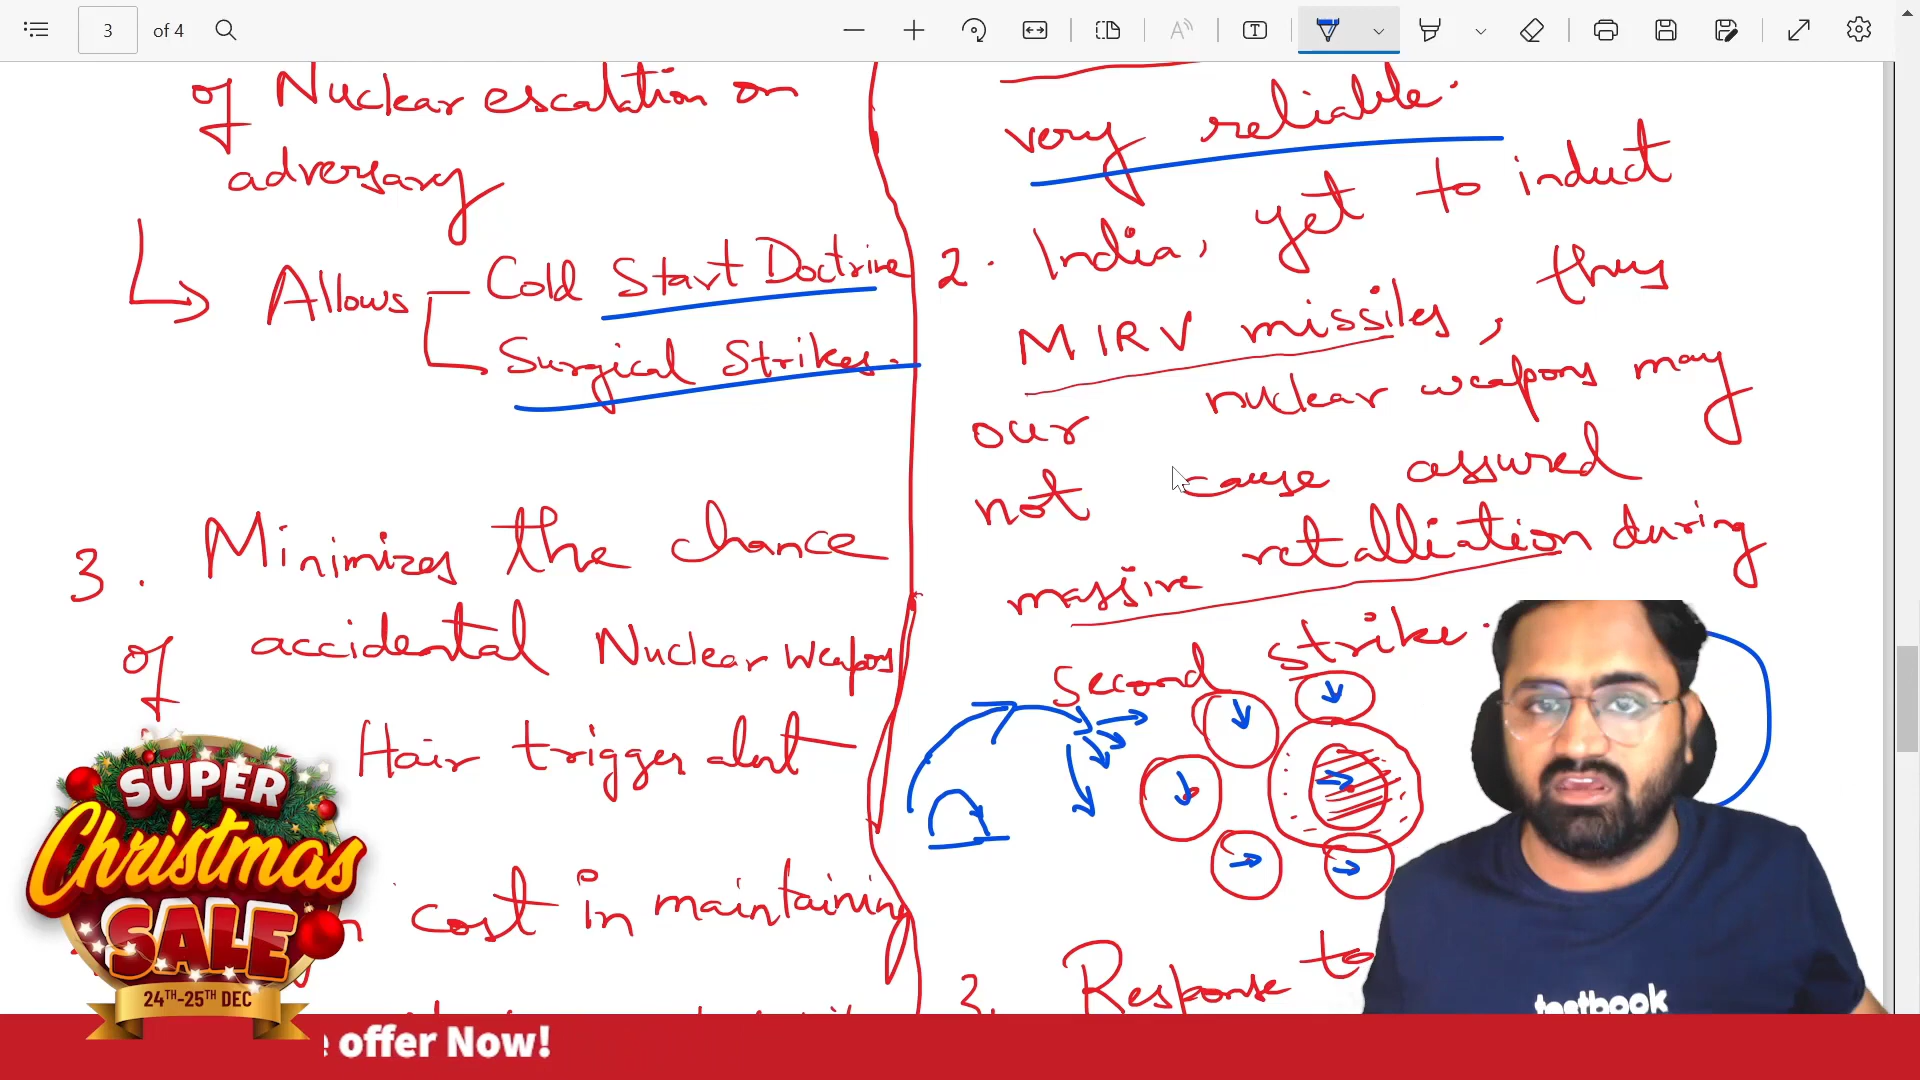 3
of 4
of Nuclear escalation on
adversary
Allows
Cold Start Doctrine
Surgical Strikes.
3. Minimizes the chance
of accidental Nuclear weapons
Hair trigger alert
cost in maintaining
very reliable.
2. India, yet to induct
MIRV missiles, thus
our nuclear weapons may
not cause assured
massive retalliation during
Second strike.
3. Response to
testbook
SUPER
Christmas
SALE
24TH-25TH DEC
offer Now!